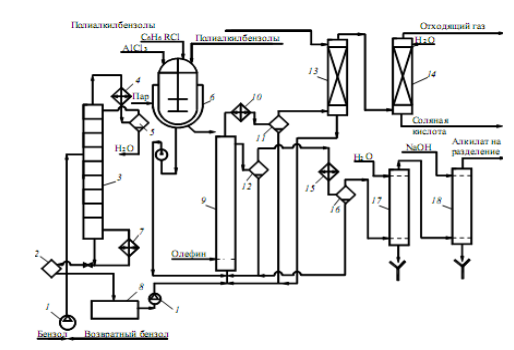 Полиалкилбензолы
C₆H₆ RCl
AlCl₃
Полиалкилбензолы
Отходящий газ
H₂O
4
Пар
6
5
H₂O
3
10
11
13
14
Соляная
кислота
NaOH
Алкилат на
разделение
H₂O
9
12
15
16
17
18
7
2
8
Олефин
1
1
Бензол
Возвратный бензол